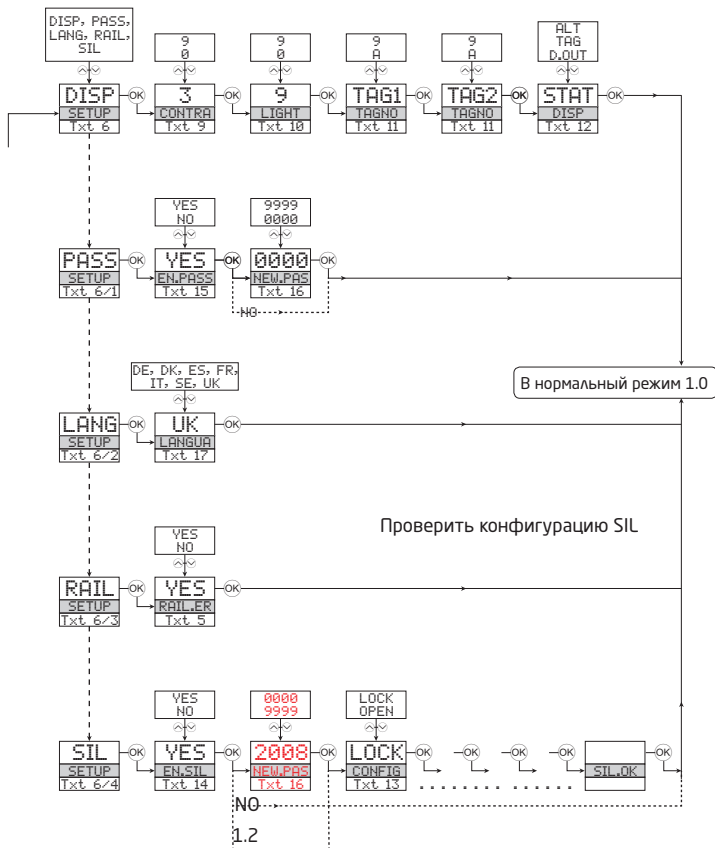 DISP, PASS,
LANG, RAIL,
SIL
9
0
9
0
9
A
9
A
ALT
TAG
D.OUT
DISP
SETUP
Txt 6
OK
3
CONTRA
Txt 9
OK
9
LIGHT
Txt 10
OK
TAG1
TAGNO
Txt 11
OK
TAG2
TAGNO
Txt 11
OK
STAT
DISP
Txt 12
OK
YES
NO
9999
0000
PASS
SETUP
Txt 6/1
OK
YES
EN.PASS
Txt 15
OK
0000
NEW.PAS
Txt 16
OK
NO
DE, DK, ES, FR,
IT, SE, UK
В нормальный режим 1.0
LANG
SETUP
Txt 6/2
OK
UK
LANGUA
Txt 17
OK
Проверить конфигурацию SIL
YES
NO
RAIL
SETUP
Txt 6/3
OK
YES
RAIL.ER
Txt 5
OK
YES
NO
0000
9999
LOCK
OPEN
SIL
SETUP
Txt 6/4
OK
YES
EN.SIL
Txt 14
OK
2008
NEW.PAS
Txt 16
OK
LOCK
CONFIG
Txt 13
OK
OK
OK
OK
SIL.OK
OK
NO
1.2